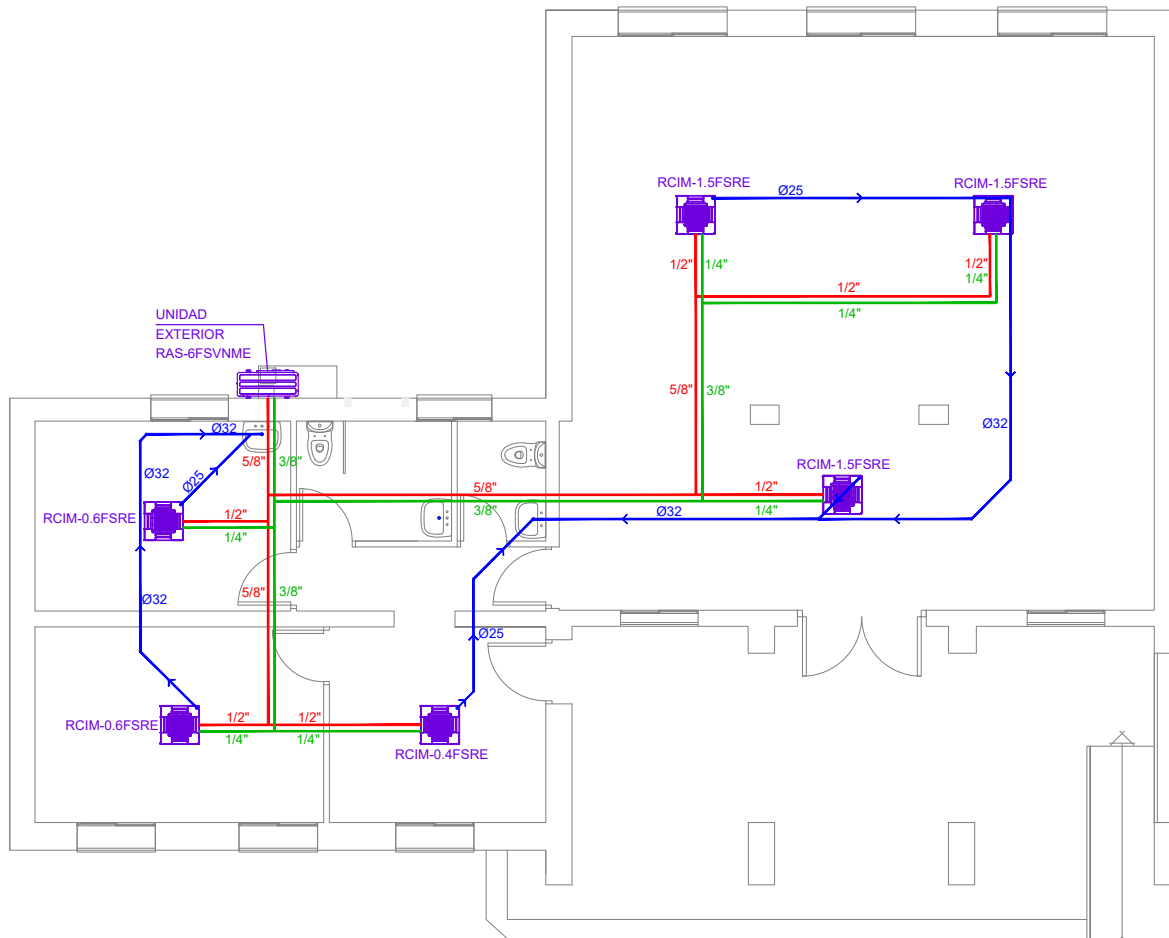 RCIM-1.5FSRE
RCIM-1.5FSRE
Ø25
1/2"
1/4"
1/2"
1/4"
1/2"
1/4"
UNIDAD
EXTERIOR
RAS-6FSVNME
5/8"
3/8"
Ø32
Ø32
5/8"
3/8"
RCIM-1.5FSRE
Ø32
Ø25
5/8"
3/8"
1/2"
1/4"
RCIM-0.6FSRE
1/2"
1/4"
Ø32
5/8"
3/8"
Ø32
Ø25
RCIM-0.6FSRE
1/2"
1/2"
1/4"
1/4"
RCIM-0.4FSRE